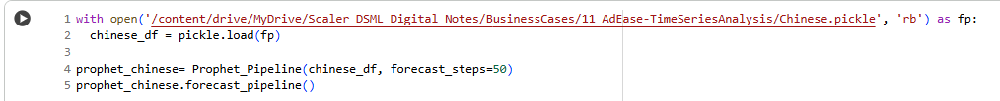 1 with open('/content/drive/MyDrive/Scaler_DSML_Digital_Notes/BusinessCases/11_AdEase-TimeSeriesAnalysis/Chinese.pickle', 'rb') as fp:
2   chinese_df = pickle.load(fp)
3
4 prophet_chinese= Prophet_Pipeline(chinese_df, forecast_steps=50)
5 prophet_chinese.forecast_pipeline()